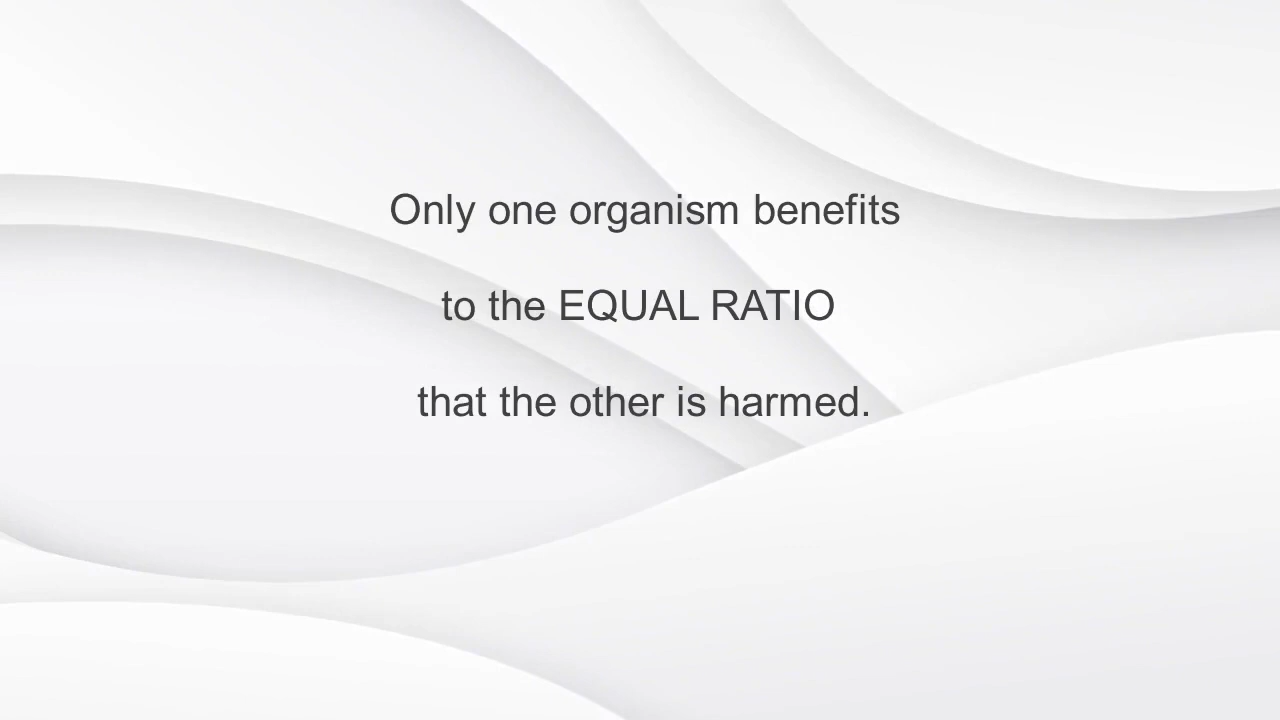 Only one organism benefits
to the EQUAL RATIO
that the other is harmed.